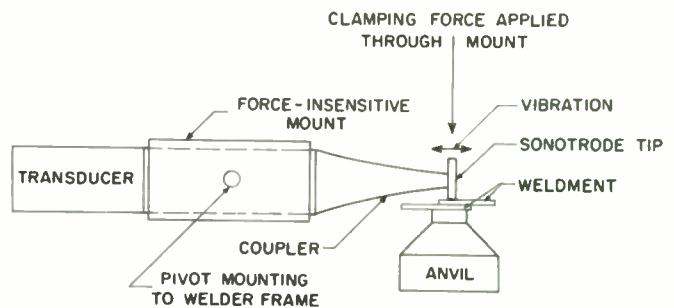 CLAMPING FORCE APPLIED
THROUGH MOUNT
FORCE-INSENSITIVE
MOUNT
VIBRATION
SONOTRODE TIP
TRANSDUCER
WELDMENT
COUPLER
ANVIL
PIVOT MOUNTING
TO WELDER FRAME